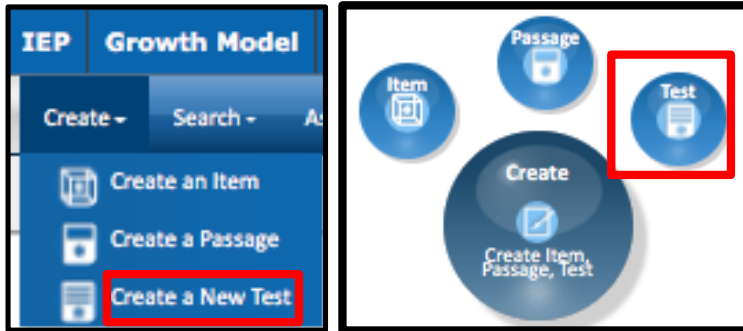 IEP Growth Model
Create Search
Create an Item
Create a Passage
Create a New Test
Passage
Item
Test
Create
Create Item,
Passage, Test